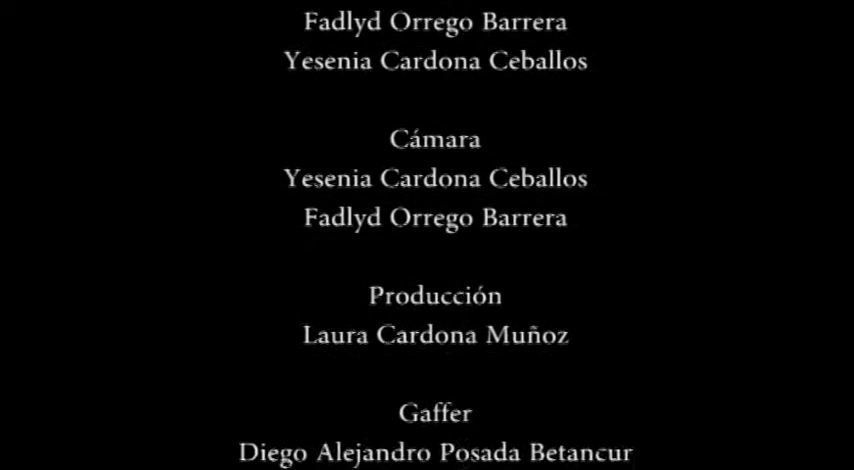 Fadlyd Orrego Barrera
Yesenia Cardona Ceballos
Cámara
Yesenia Cardona Ceballos
Fadlyd Orrego Barrera
Producción
Laura Cardona Muñoz
Gaffer
Diego Alejandro Posada Betancur